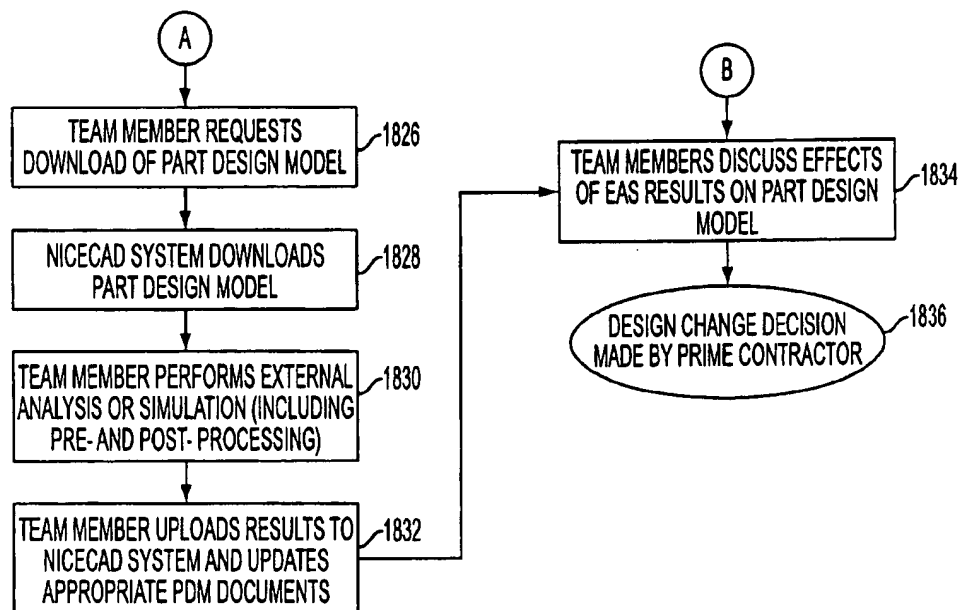 A
TEAM MEMBER REQUESTS
DOWNLOAD OF PART DESIGN MODEL
1826
NICECAD SYSTEM DOWNLOADS
PART DESIGN MODEL
1828
TEAM MEMBER PERFORMS EXTERNAL
ANALYSIS OR SIMULATION (INCLUDING
PRE- AND POST- PROCESSING)
1830
TEAM MEMBER UPLOADS RESULTS TO
NICECAD SYSTEM AND UPDATES
APPROPRIATE PDM DOCUMENTS
1832
B
TEAM MEMBERS DISCUSS EFFECTS
OF EAS RESULTS ON PART DESIGN
MODEL
1834
DESIGN CHANGE DECISION
MADE BY PRIME CONTRACTOR
1836